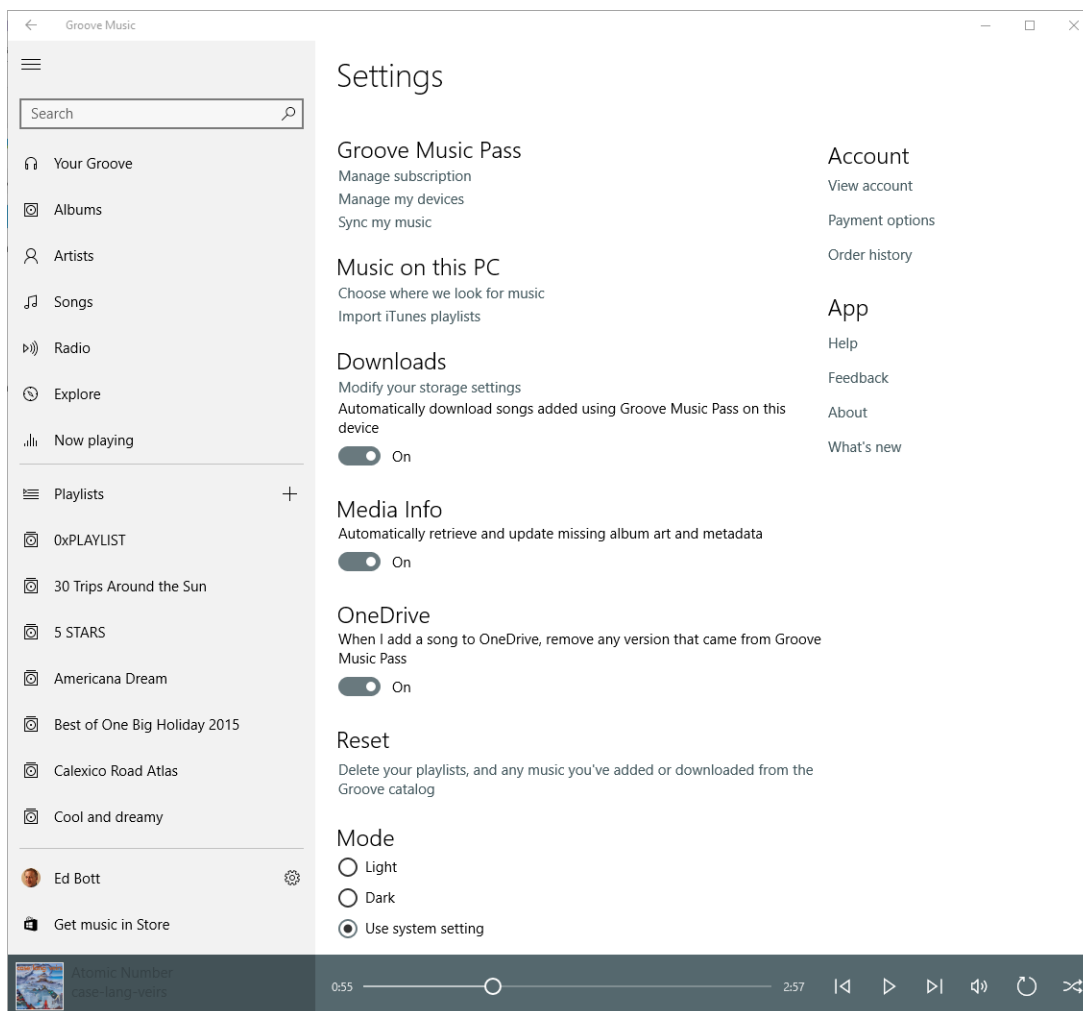 Groove Music
Search
Your Groove
Albums
Artists
Songs
Radio
Explore
Now playing
Playlists
0xPLAYLIST
30 Trips Around the Sun
5 STARS
Americana Dream
Best of One Big Holiday 2015
Calexico Road Atlas
Cool and dreamy
Ed Bott
Get music in Store
Settings
Groove Music Pass
Manage subscription
Manage my devices
Sync my music
Music on this PC
Choose where we look for music
Import iTunes playlists
Downloads
Modify your storage settings
Automatically download songs added using Groove Music Pass on this
device
On
Media Info
Automatically retrieve and update missing album art and metadata
On
OneDrive
When I add a song to OneDrive, remove any version that came from Groove
Music Pass
On
Reset
Delete your playlists, and any music you've added or downloaded from the
Groove catalog
Mode
Light
Dark
Use system setting
Account
View account
Payment options
Order history
App
Help
Feedback
About
What's new
Atomic Number
case-lang-veirs
0:55
2:57